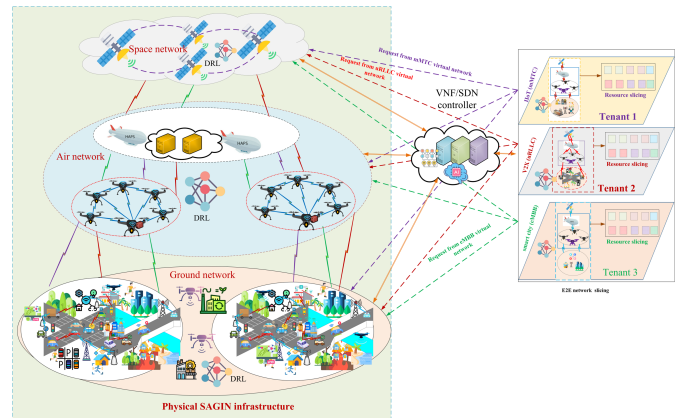 Space network
DRL
Request from mMTC virtual network
Request from uRLLC virtual
network
VNF/SDN
controller
HAPS
HAPS
Air network
DRL
AI
Request from eMBB virtual
network
Ground network
DRL
Physical SAGIN infrastructure
IIoT (mMTC)
Resource slicing
Tenant 1
V2X (uRLLC)
Resource slicing
Tenant 2
smart city (eMBB)
Resource slicing
Tenant 3
E2E network slicing